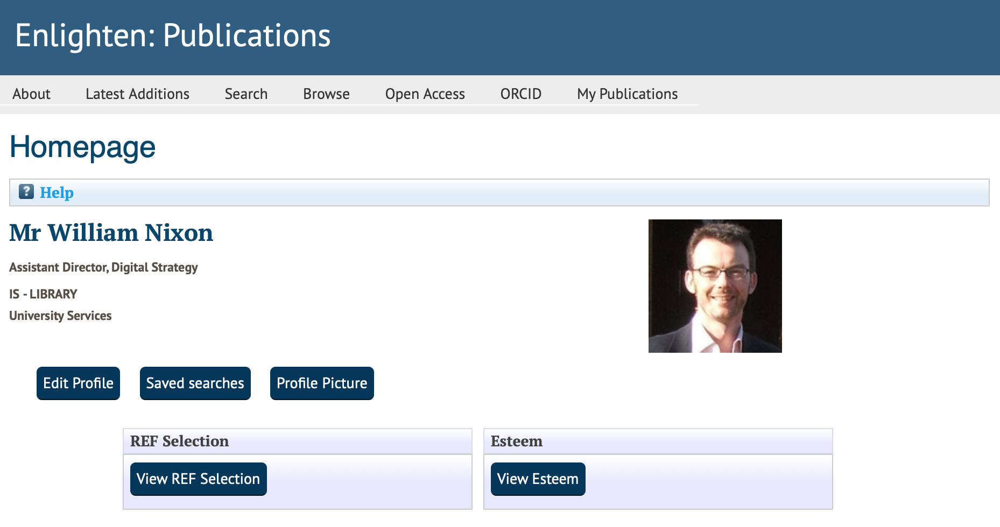 Enlighten: Publications
About Latest Additions Search Browse Open Access ORCID My Publications
Homepage
? Help
Mr William Nixon
Assistant Director, Digital Strategy
IS - LIBRARY
University Services
Edit Profile Saved searches Profile Picture
REF Selection Esteem
View REF Selection View Esteem